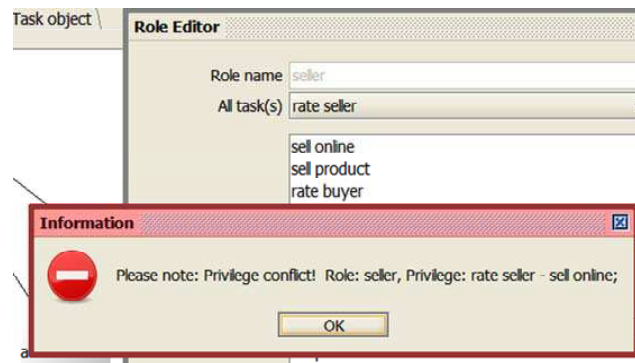 Task object
Role Editor
Role name seller
All task(s) rate seller
sell online
sell product
rate buyer
Information
Please note: Privilege conflict! Role: seller, Privilege: rate seller - sell online;
OK
a